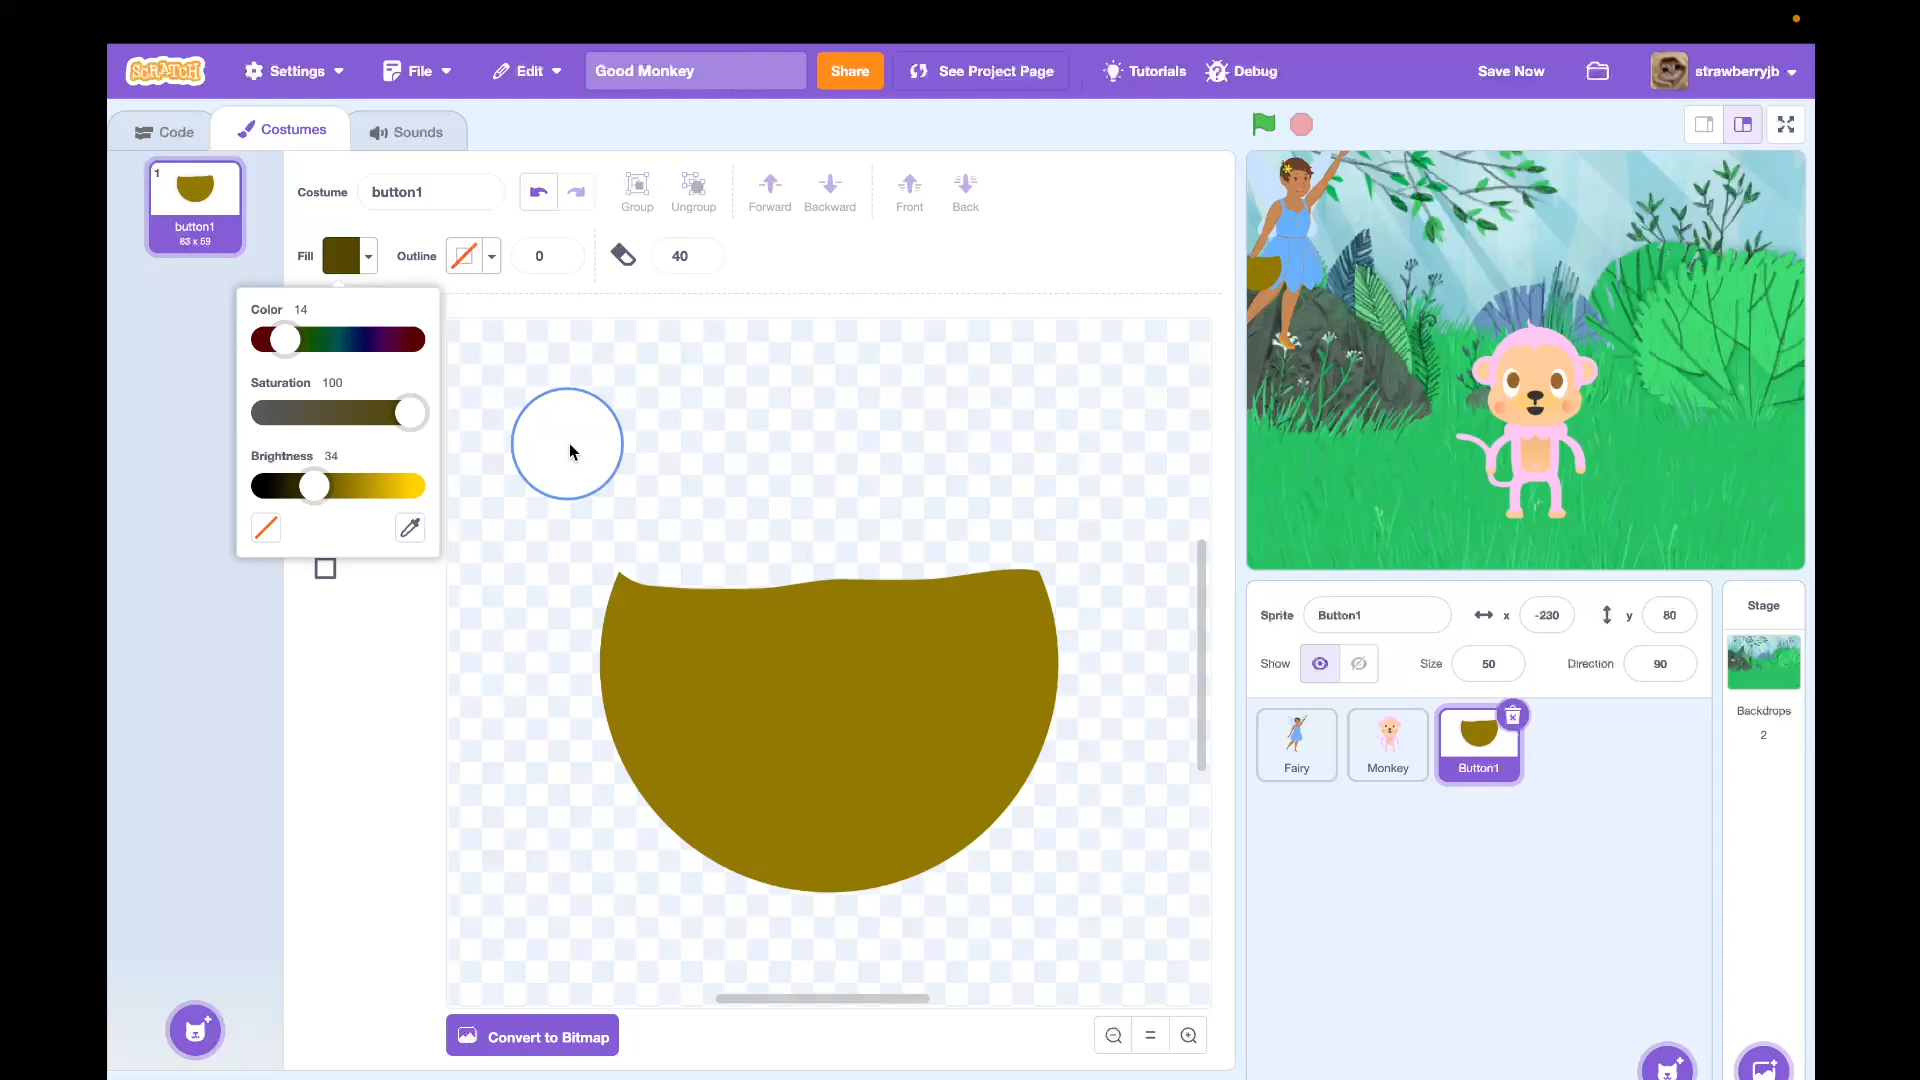 SCRATCH Settings File Edit Good Monkey Share See Project Page Tutorials Debug Save Now strawberryjb
Code Costumes Sounds
1
button1
83 x 59
Costume button1
Group Ungroup Forward Backward Front Back
Fill Outline 0 40
Color 14
Saturation 100
Brightness 34
Convert to Bitmap
Sprite Button1 x -230 y 80
Show Size 50 Direction 90
Fairy
Monkey
Button1
Stage
Backdrops
2